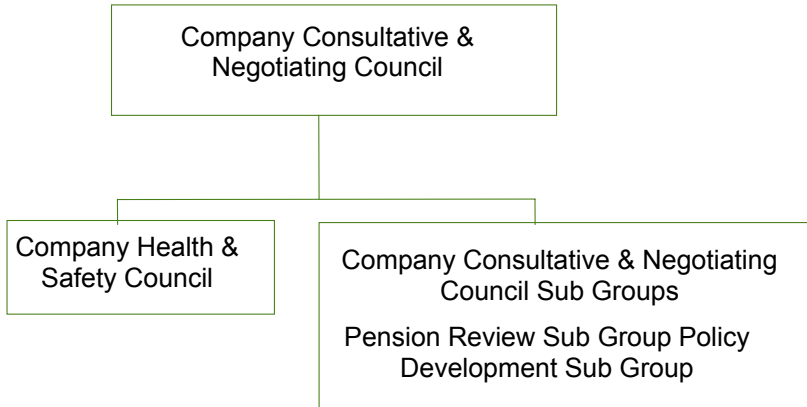 Company Consultative &
Negotiating Council
Company Health &
Safety Council
Company Consultative & Negotiating
Council Sub Groups
Pension Review Sub Group Policy
Development Sub Group